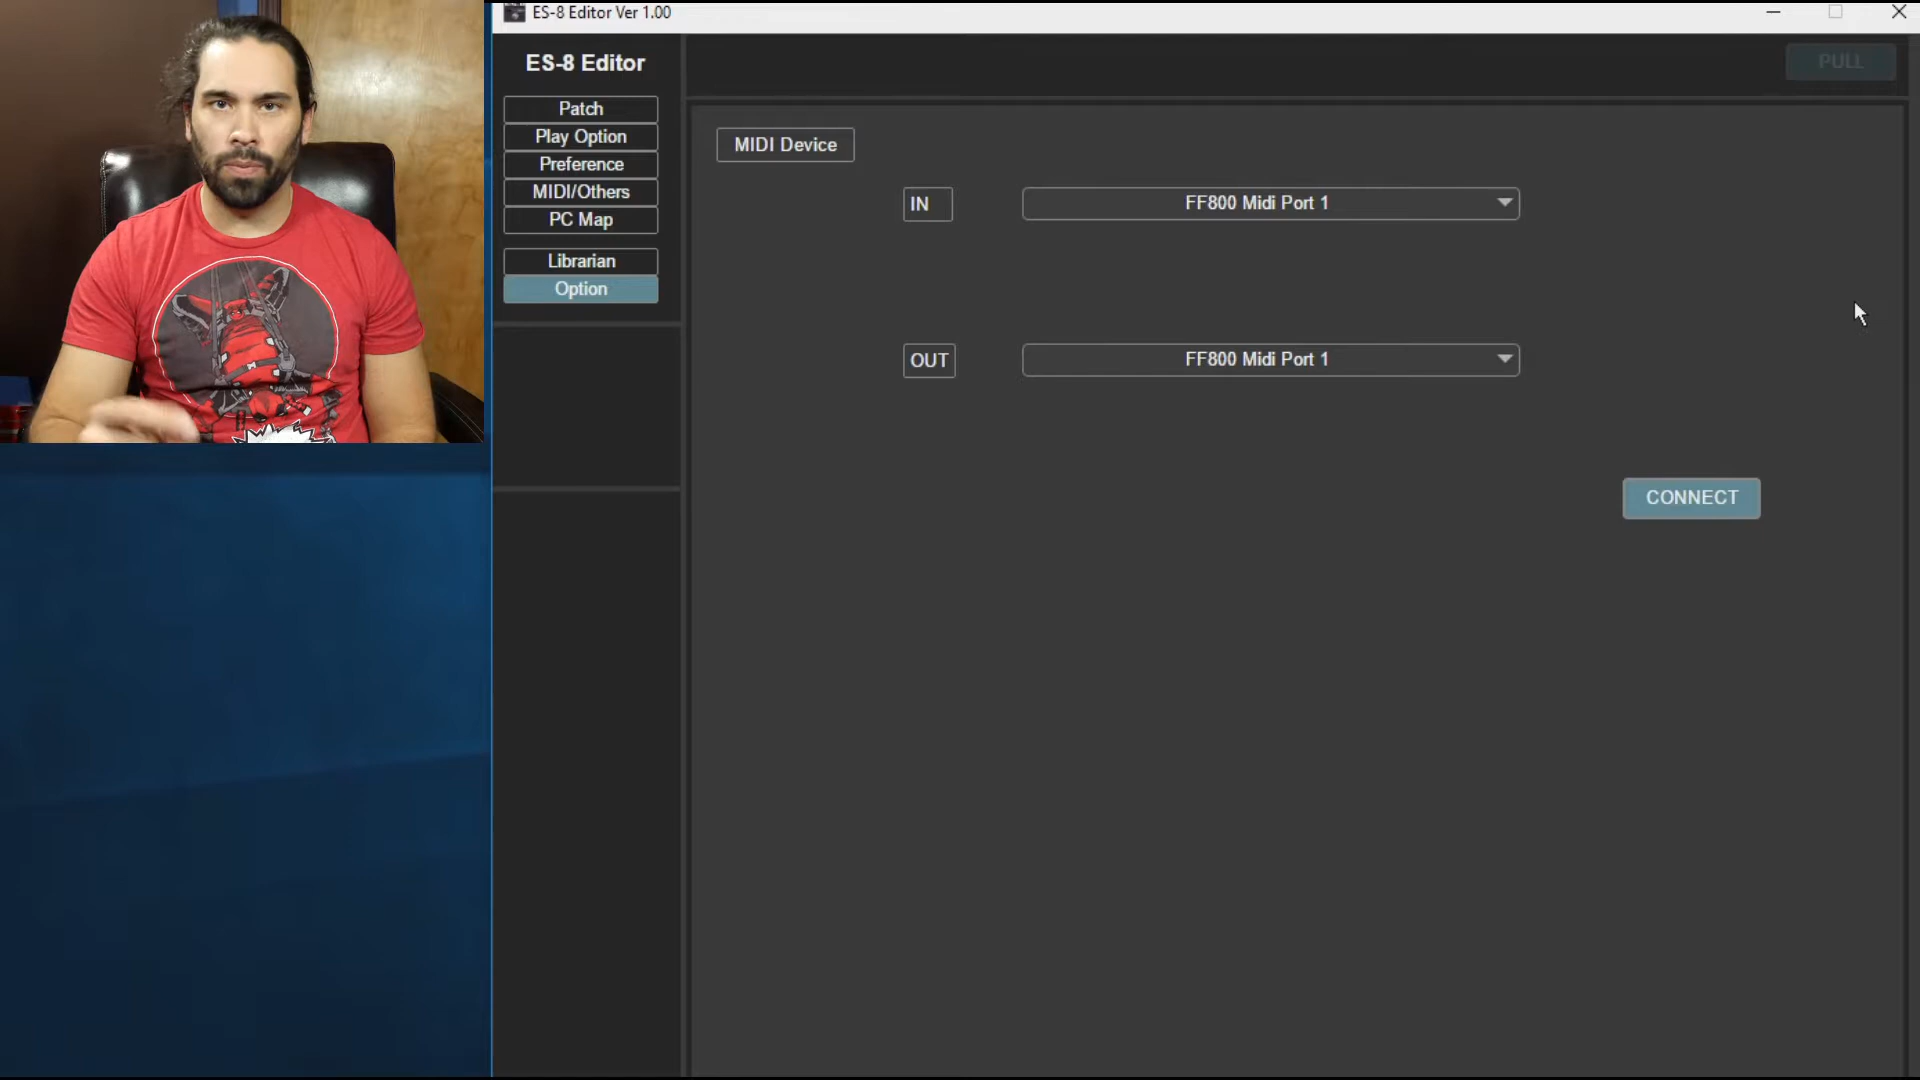 ES-8 Editor Ver 1.00
ES-8 Editor
PULL
Patch
Play Option
Preference
MIDI/Others
PC Map
Librarian
Option
MIDI Device
IN
FF800 Midi Port 1
OUT
FF800 Midi Port 1
CONNECT